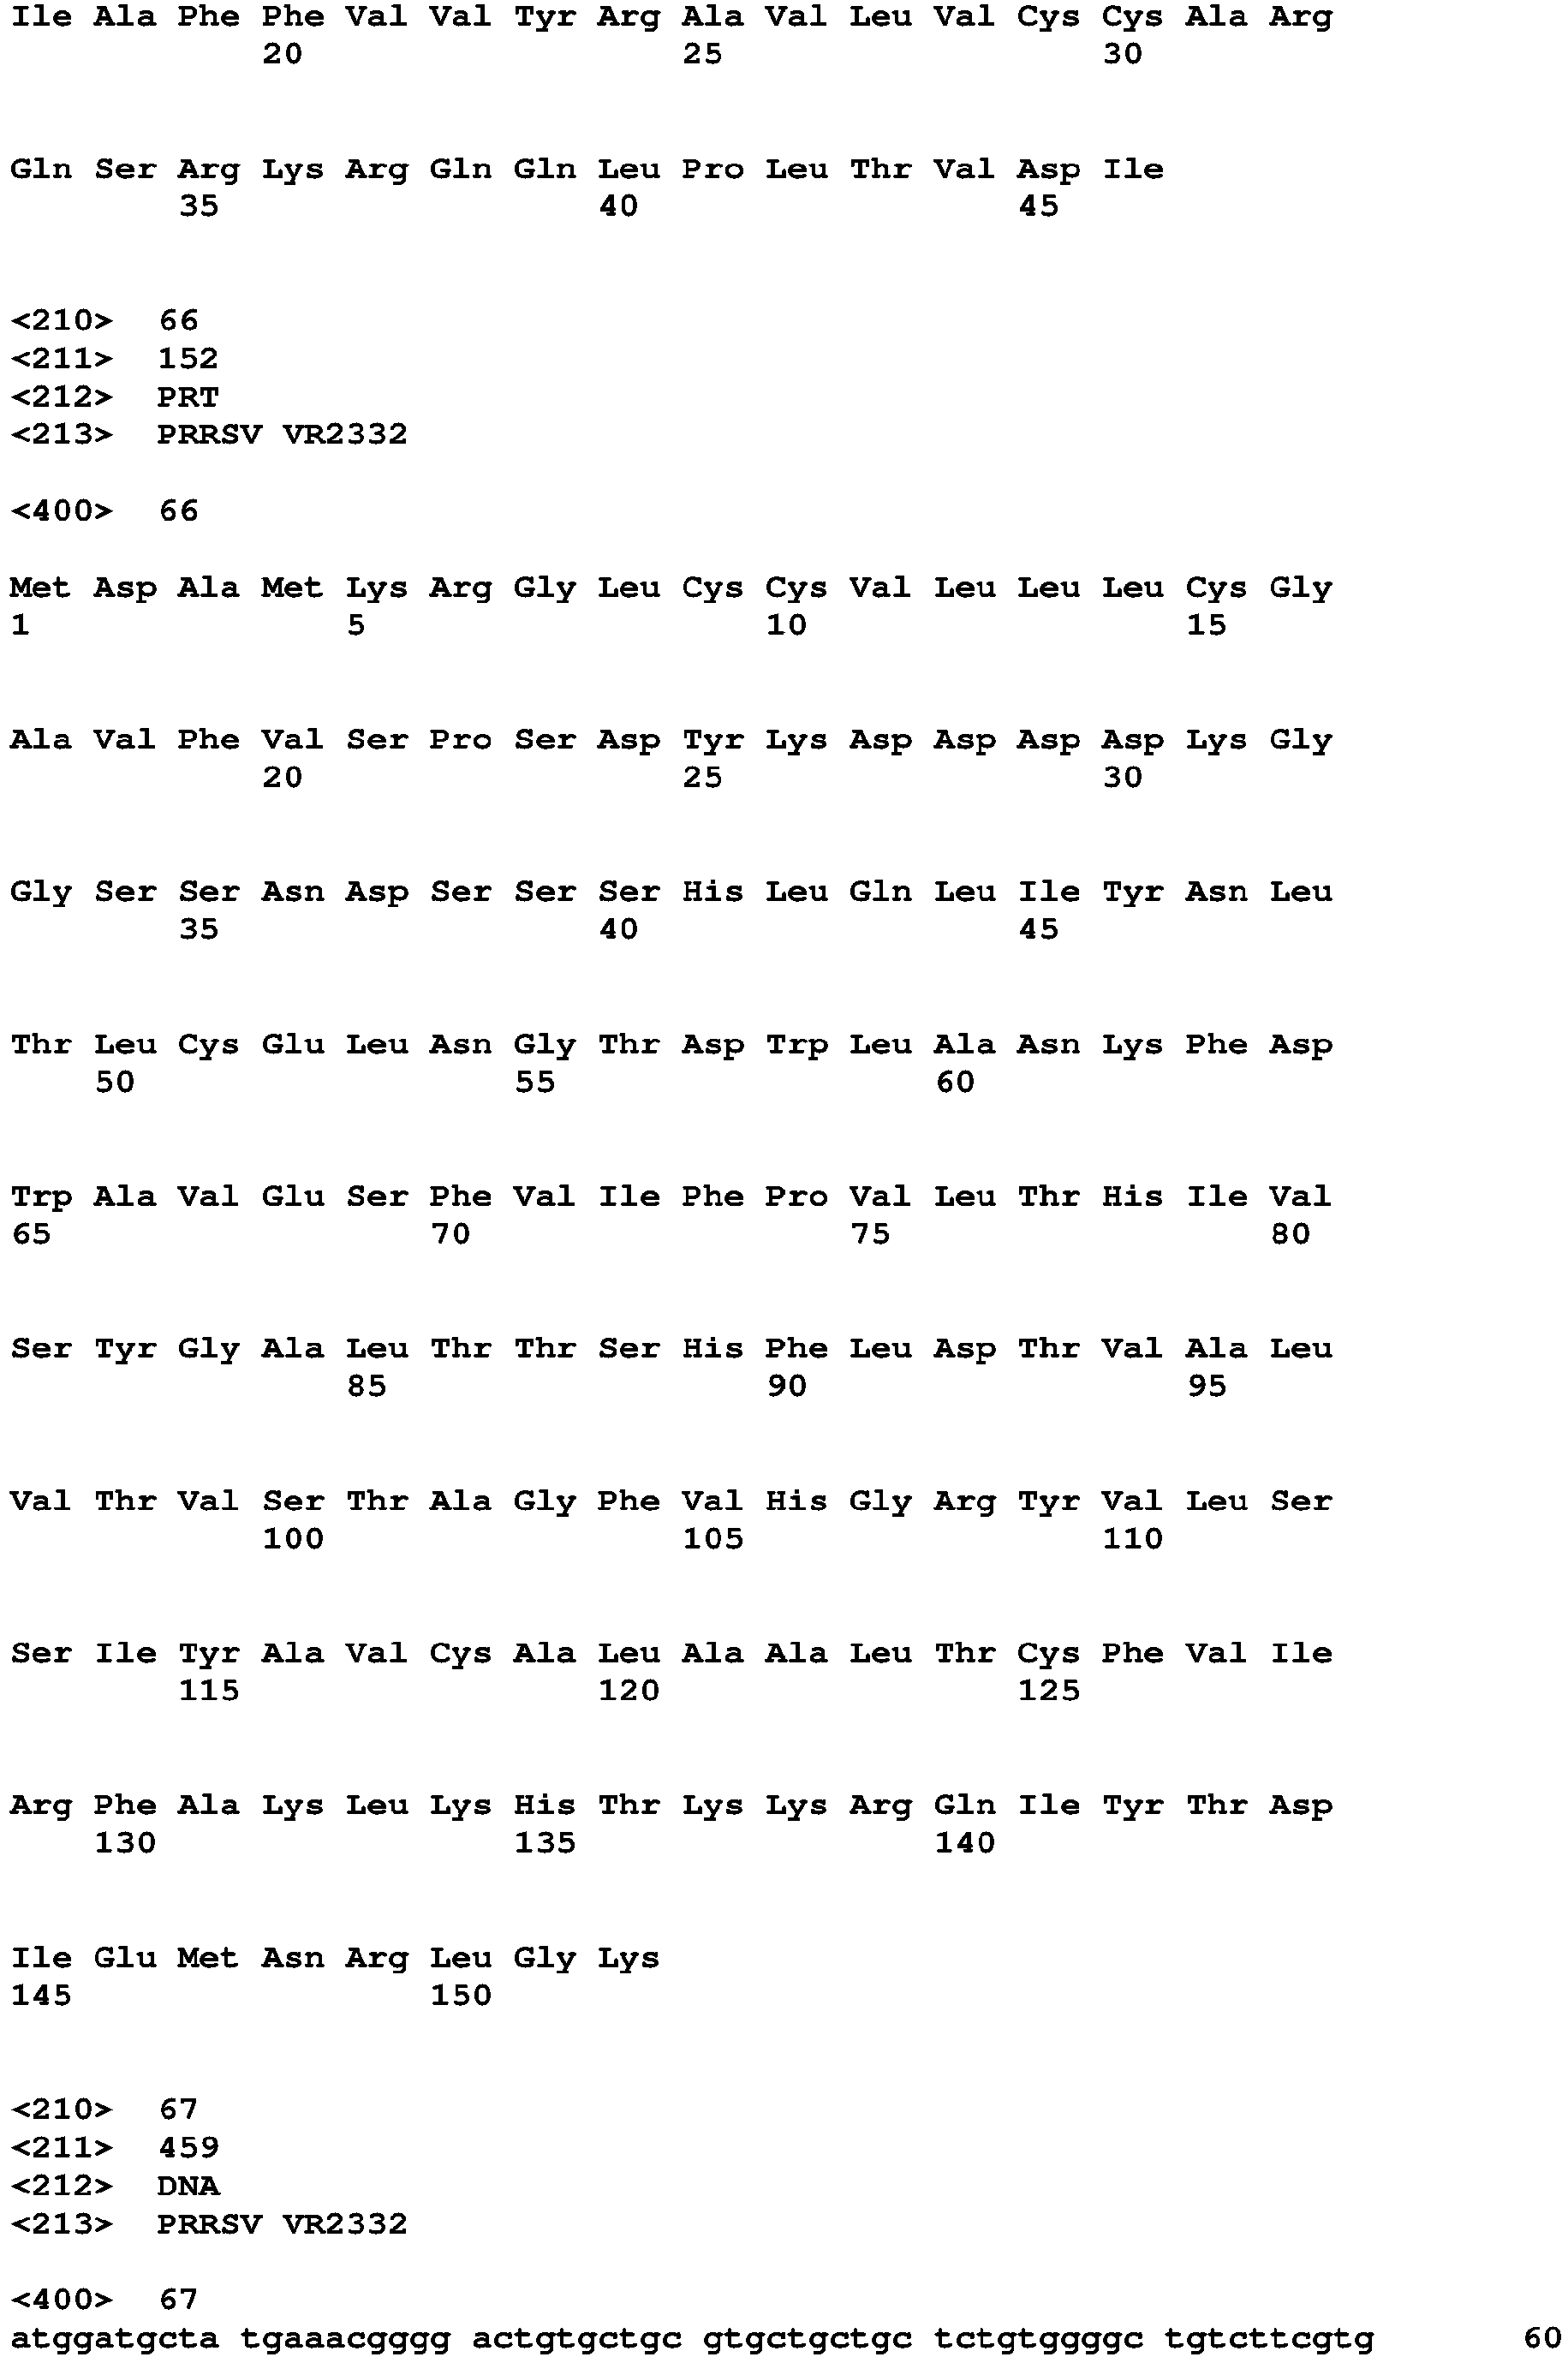 Ile Ala Phe Phe Val Val Tyr Arg Ala Val Leu Val Cys Cys Ala Arg
20 25 30
Gln Ser Arg Lys Arg Gln Gln Leu Pro Leu Thr Val Asp Ile
35 40 45
<210> 66
<211> 152
<212> PRT
<213> PRRSV VR2332
<400> 66
Met Asp Ala Met Lys Arg Gly Leu Cys Cys Val Leu Leu Leu Cys Gly
1 5 10 15
Ala Val Phe Val Ser Pro Ser Asp Tyr Lys Asp Asp Asp Asp Lys Gly
20 25 30
Gly Ser Ser Asn Asp Ser Ser Ser His Leu Gln Leu Ile Tyr Asn Leu
35 40 45
Thr Leu Cys Glu Leu Asn Gly Thr Asp Trp Leu Ala Asn Lys Phe Asp
50 55 60
Trp Ala Val Glu Ser Phe Val Ile Phe Pro Val Leu Thr His Ile Val
65 70 75 80
Ser Tyr Gly Ala Leu Thr Thr Ser His Phe Leu Asp Thr Val Ala Leu
85 90 95
Val Thr Val Ser Thr Ala Gly Phe Val His Gly Arg Tyr Val Leu Ser
100 105 110
Ser Ile Tyr Ala Val Cys Ala Leu Ala Ala Leu Thr Cys Phe Val Ile
115 120 125
Arg Phe Ala Lys Leu Lys His Thr Lys Lys Arg Gln Ile Tyr Thr Asp
130 135 140
Ile Glu Met Asn Arg Leu Gly Lys
145 150
<210> 67
<211> 459
<212> DNA
<213> PRRSV VR2332
<400> 67
atggatgcta tgaaacgggg actgtgctgc gtgctgctgc tctgtggggc tgtcttcgtg 60